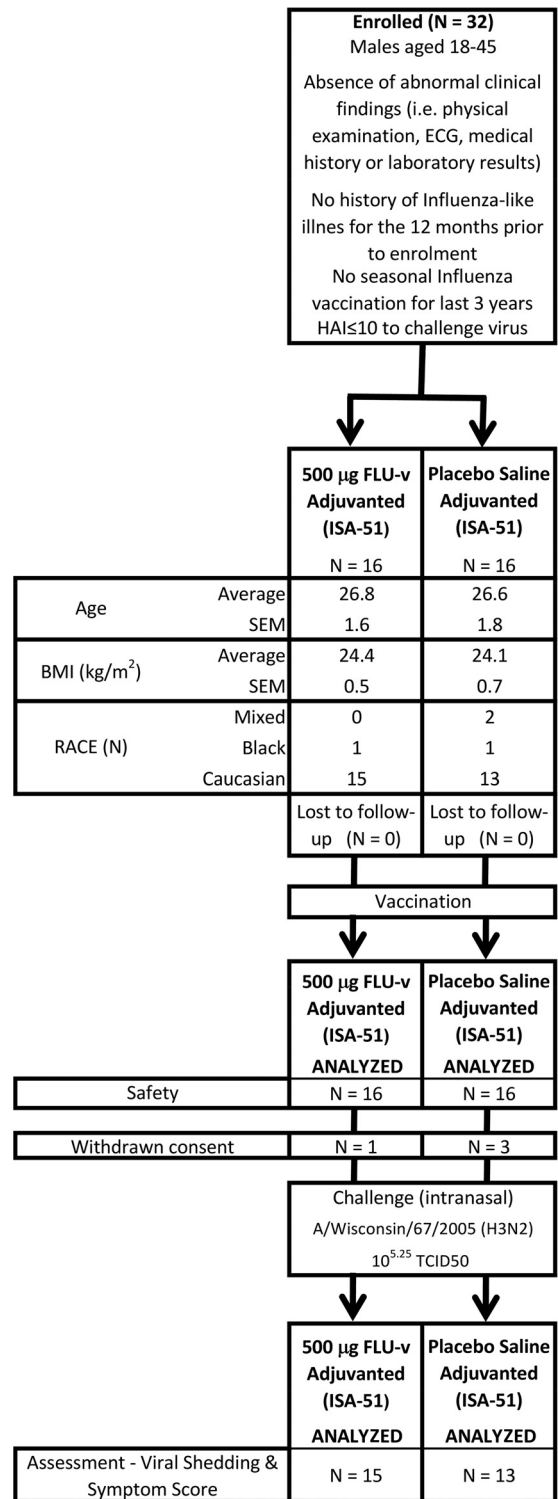 Enrolled (N = 32)
Males aged 18-45
Absence of abnormal clinical
findings (i.e. physical
examination, ECG, medical
history or laboratory results)
No history of Influenza-like
illnes for the 12 months prior
to enrolment
No seasonal Influenza
vaccination for last 3 years
HAI≤10 to challenge virus
500 µg FLU-v Placebo Saline
Adjuvanted Adjuvanted
(ISA-51) (ISA-51)
N = 16 N = 16
Age Average 26.8 26.6
SEM 1.6 1.8
BMI (kg/m²) Average 24.4 24.1
SEM 0.5 0.7
RACE (N) Mixed 0 2
Black 1 1
Caucasian 15 13
Lost to follow- Lost to follow-
up (N = 0) up (N = 0)
Vaccination
500 µg FLU-v Placebo Saline
Adjuvanted Adjuvanted
(ISA-51) (ISA-51)
ANALYZED ANALYZED
Safety N = 16 N = 16
Withdrawn consent N = 1 N = 3
Challenge (intranasal)
A/Wisconsin/67/2005 (H3N2)
10^5.25 TCID50
500 µg FLU-v Placebo Saline
Adjuvanted Adjuvanted
(ISA-51) (ISA-51)
ANALYZED ANALYZED
Assessment - Viral Shedding &
Symptom Score N = 15 N = 13